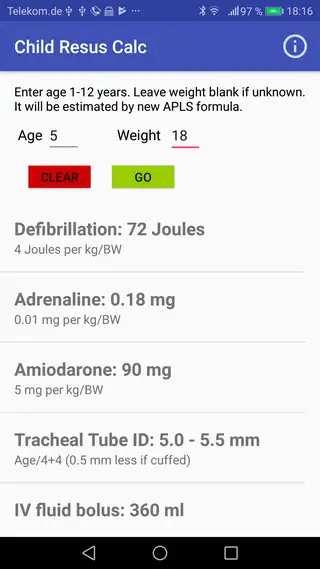 Telekom.de 97 % 18:16
Child Resus Calc
Enter age 1-12 years. Leave weight blank if unknown.
It will be estimated by new APLS formula.
Age 5 Weight 18
CLEAR GO
Defibrillation: 72 Joules
4 Joules per kg/BW
Adrenaline: 0.18 mg
0.01 mg per kg/BW
Amiodarone: 90 mg
5 mg per kg/BW
Tracheal Tube ID: 5.0 - 5.5 mm
Age/4+4 (0.5 mm less if cuffed)
IV fluid bolus: 360 ml